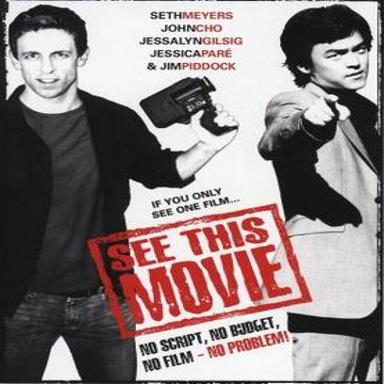 SETHMEYERS
JOHNCHO
JESSALYNGILSIG
JESSICAPARÉ
& JIMPIDDOCK
IF YOU ONLY
SEE ONE FILM...
SEE THIS
MOVIE
NO SCRIPT, NO BUDGET,
NO FILM - NO PROBLEM!